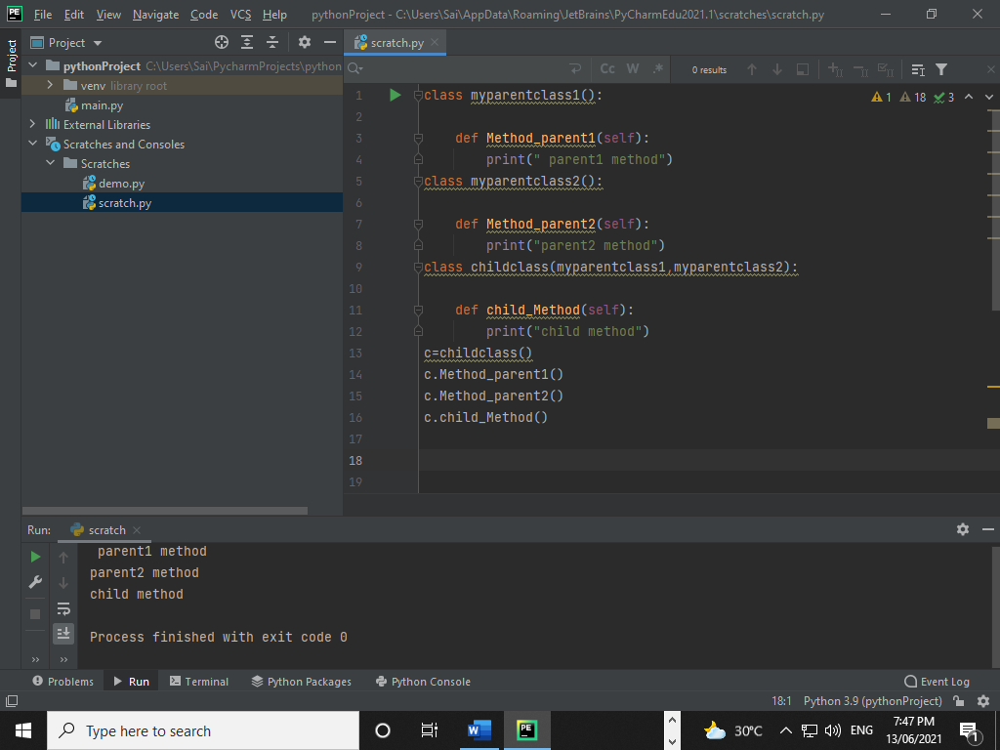 PE File Edit View Navigate Code VCS Help pythonProject - C:\Users\Sai\AppData\Roaming\JetBrains\PyCharmEdu2021.1\scratches\scratch.py
Project
Project
scratch.py
pythonProject C:\Users\Sai\PycharmProjects\python
venv library root
main.py
External Libraries
Scratches and Consoles
Scratches
demo.py
scratch.py
Cc W .* 0 results
1 18 3
1 class myparentclass1():
2
3 def Method_parent1(self):
4 print(" parent1 method")
5 class myparentclass2():
6
7 def Method_parent2(self):
8 print("parent2 method")
9 class childclass(myparentclass1,myparentclass2):
10
11 def child_Method(self):
12 print("child method")
13 c=childclass()
14 c.Method_parent1()
15 c.Method_parent2()
16 c.child_Method()
17
18
19
Run: scratch
parent1 method
parent2 method
child method
Process finished with exit code 0
Problems Run Terminal Python Packages Python Console Event Log
18:1 Python 3.9 (pythonProject)
Type here to search
W PE
30°C ENG
7:47 PM
13/06/2021
1